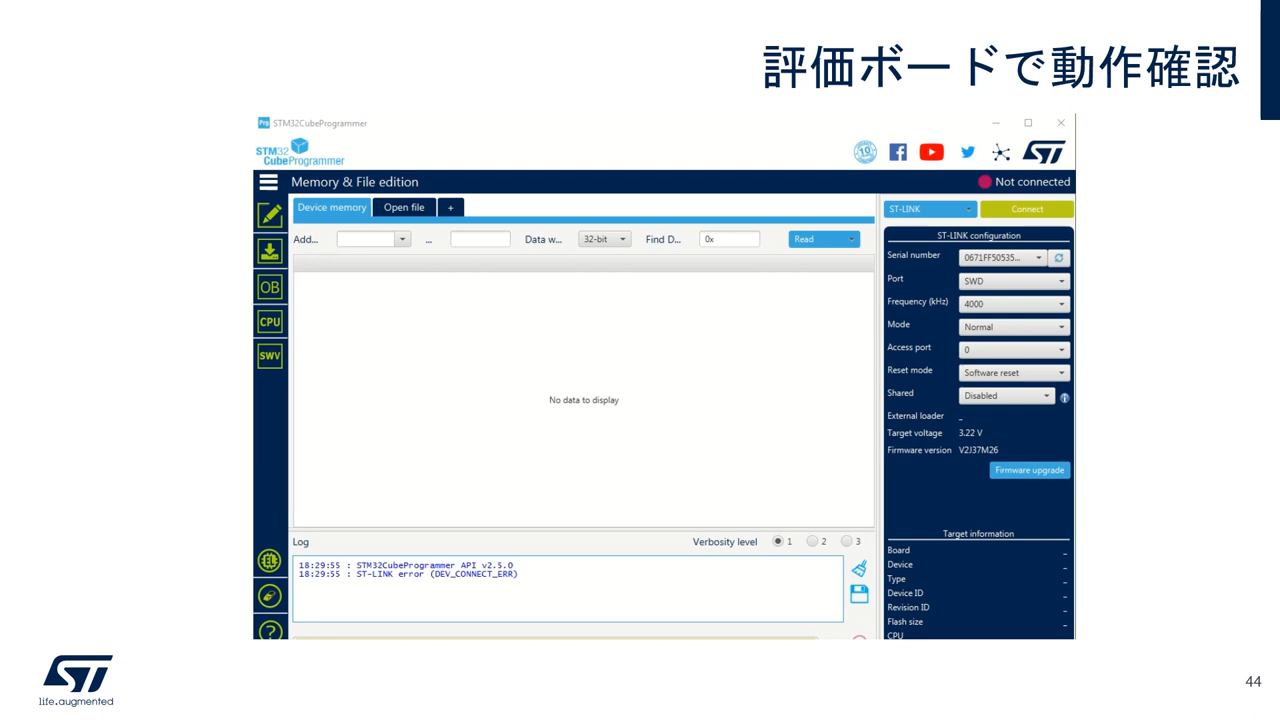 評価ボードで動作確認
STM32CubeProgrammer
STM32
CubeProgrammer
10
Memory & File edition
Not connected
Device memory
Open file
+
ST-LINK
Connect
Add...
...
Data w...
32-bit
Find D...
0x
Read
ST-LINK configuration
Serial number 0671FF50535...
Port SWD
Frequency (kHz) 4000
Mode Normal
Access port 0
Reset mode Software reset
Shared Disabled
External loader _
Target voltage 3.22 V
Firmware version V2J37M26
Firmware upgrade
OB
CPU
SWV
No data to display
Log
Verbosity level 1 2 3
18:29:55 : STM32CubeProgrammer API v2.5.0
18:29:55 : ST-LINK error (DEV_CONNECT_ERR)
Target information
Board _
Device _
Type _
Device ID _
Revision ID _
Flash size _
CPU
ST
life.augmented
44